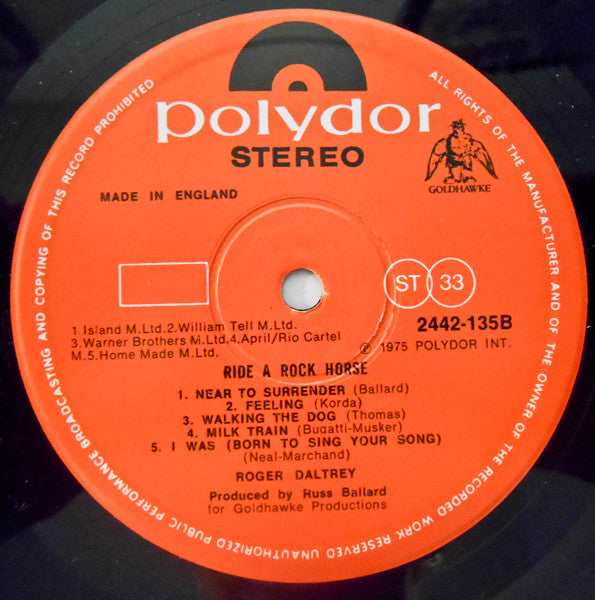 polydor
STEREO
GOLDHAWKE
MADE IN ENGLAND
ST 33
2442-135B
1.Island M.Ltd.2.William Tell M.Ltd.
3.Warner Brothers M.Ltd.4.April/Rio Cartel
M.5. Home Made M.Ltd.
℗ 1975 POLYDOR INT.
RIDE A ROCK HORSE
1. NEAR TO SURRENDER (Ballard)
2. FEELING (Korda)
3. WALKING THE DOG (Thomas)
4. MILK TRAIN (Bugatti-Musker)
5. I WAS (BORN TO SING YOUR SONG)
(Neal-Marchand)
ROGER DALTREY
Produced by Russ Ballard
for Goldhawke Productions
ALL RIGHTS OF THE MANUFACTURER AND OF THE OWNER OF THE RECORDED WORK RESERVED UNAUTHORIZED PUBLIC PERFORMANCE BROADCASTING AND COPYING OF THIS RECORD PROHIBITED